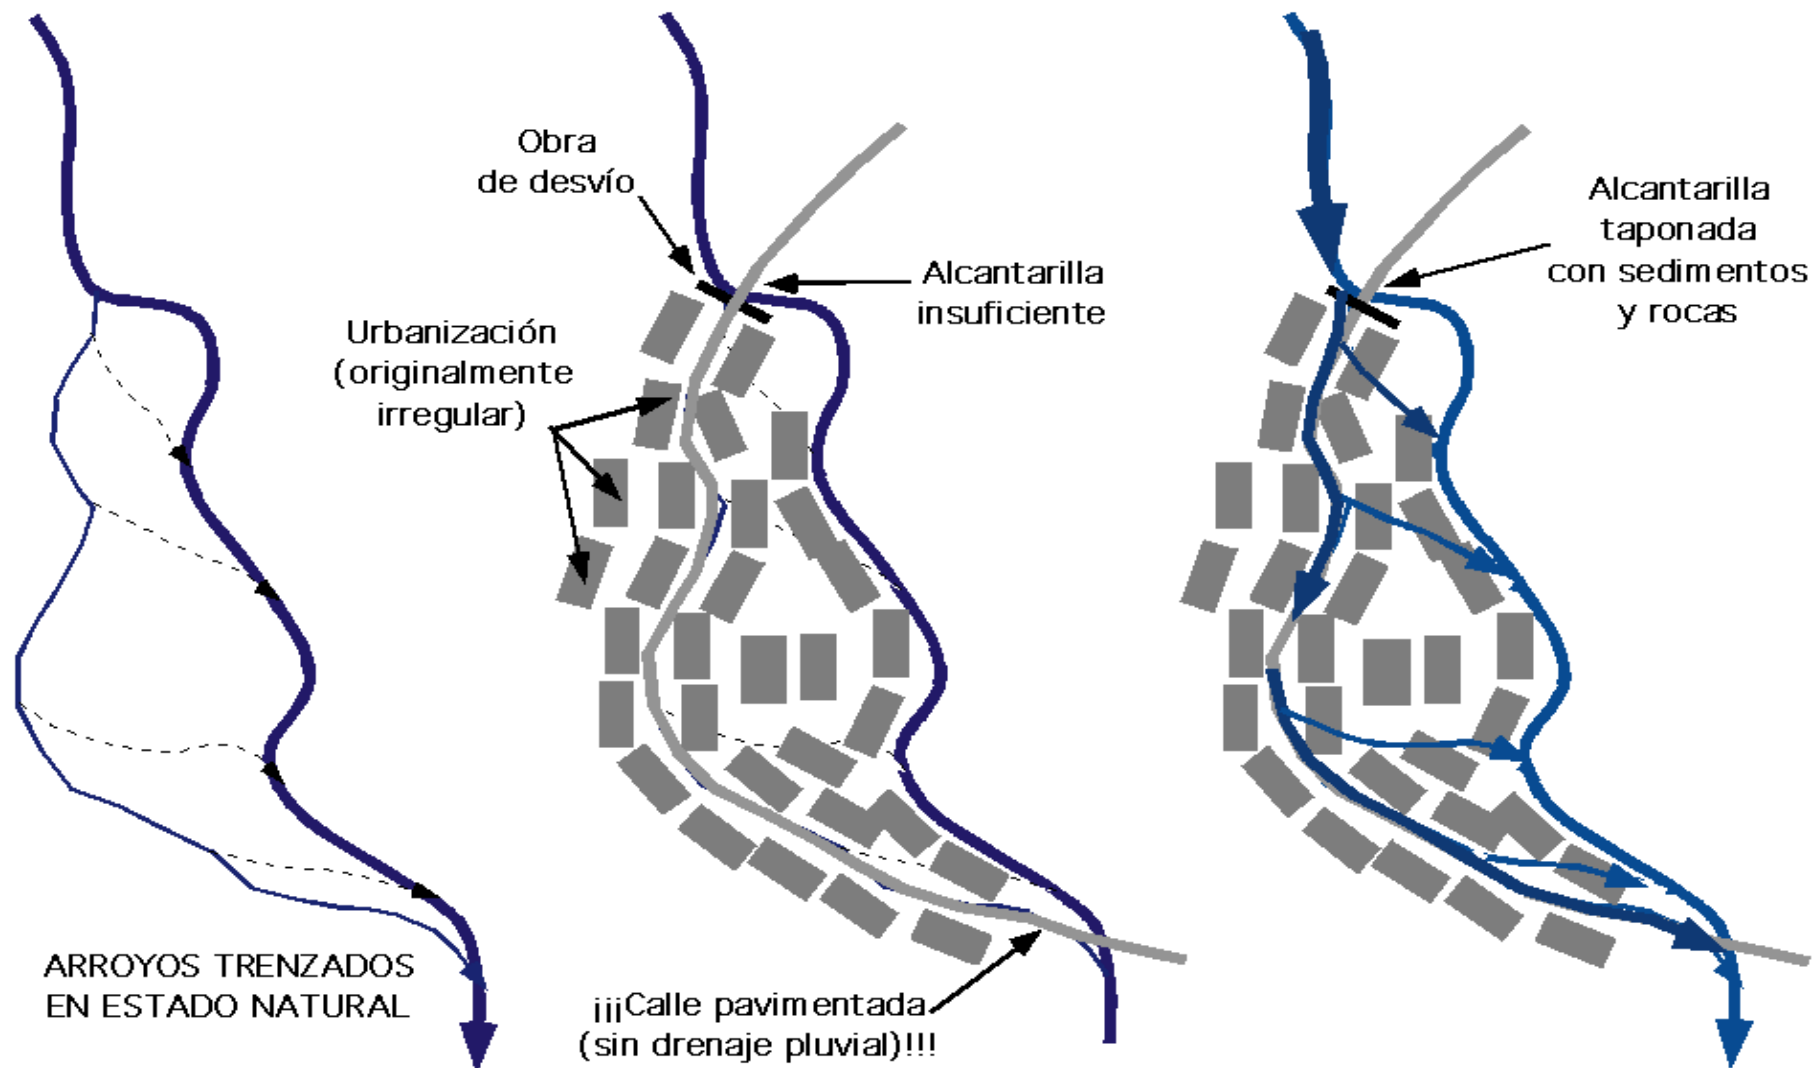 Obra
de desvío
Alcantarilla
insuficiente
Urbanización
(originalmente
irregular)
Alcantarilla
taponada
con sedimentos
y rocas
ARROYOS TRENZADOS
EN ESTADO NATURAL
¡¡¡Calle pavimentada
(sin drenaje pluvial)!!!